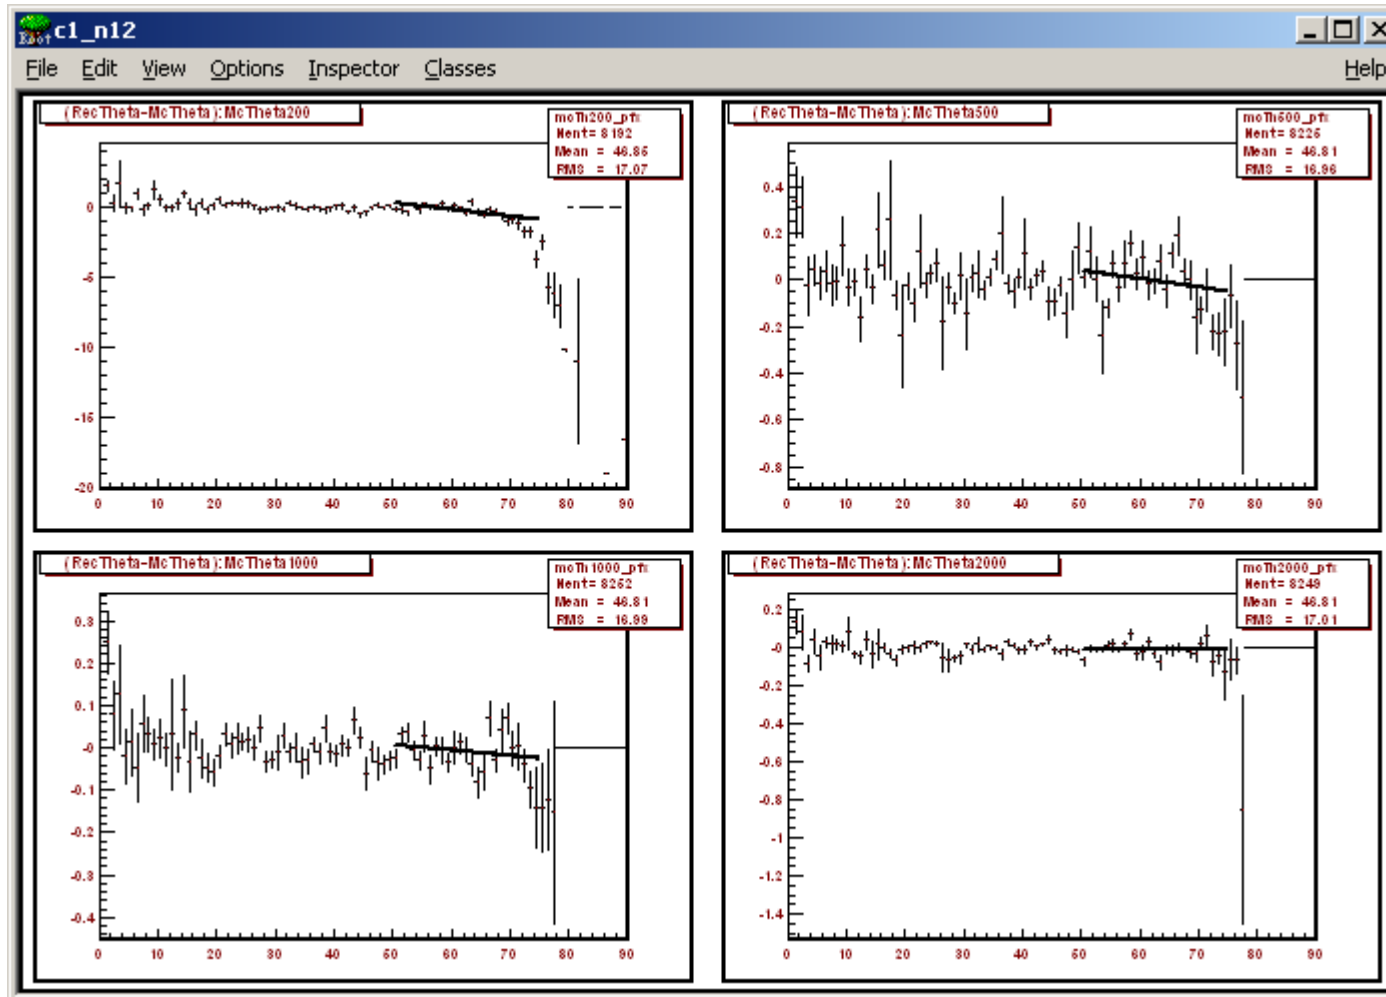 c1_n12
File Edit View Options Inspector Classes Help
(RecTheta-McTheta):McTheta200
mcTh200_pfx
Nent= 8192
Mean = 46.85
RMS = 17.07
0
-5
-10
-15
-20
0 10 20 30 40 50 60 70 80 90
(RecTheta-McTheta):McTheta500
mcTh500_pfx
Nent= 8225
Mean = 46.81
RMS = 16.96
0.4
0.2
0
-0.2
-0.4
-0.6
-0.8
0 10 20 30 40 50 60 70 80 90
(RecTheta-McTheta):McTheta1000
mcTh1000_pfx
Nent= 8252
Mean = 46.81
RMS = 16.99
0.3
0.2
0.1
-0
-0.1
-0.2
-0.3
-0.4
0 10 20 30 40 50 60 70 80 90
(RecTheta-McTheta):McTheta2000
mcTh2000_pfx
Nent= 8249
Mean = 46.81
RMS = 17.01
0.2
-0
-0.2
-0.4
-0.6
-0.8
-1
-1.2
-1.4
0 10 20 30 40 50 60 70 80 90